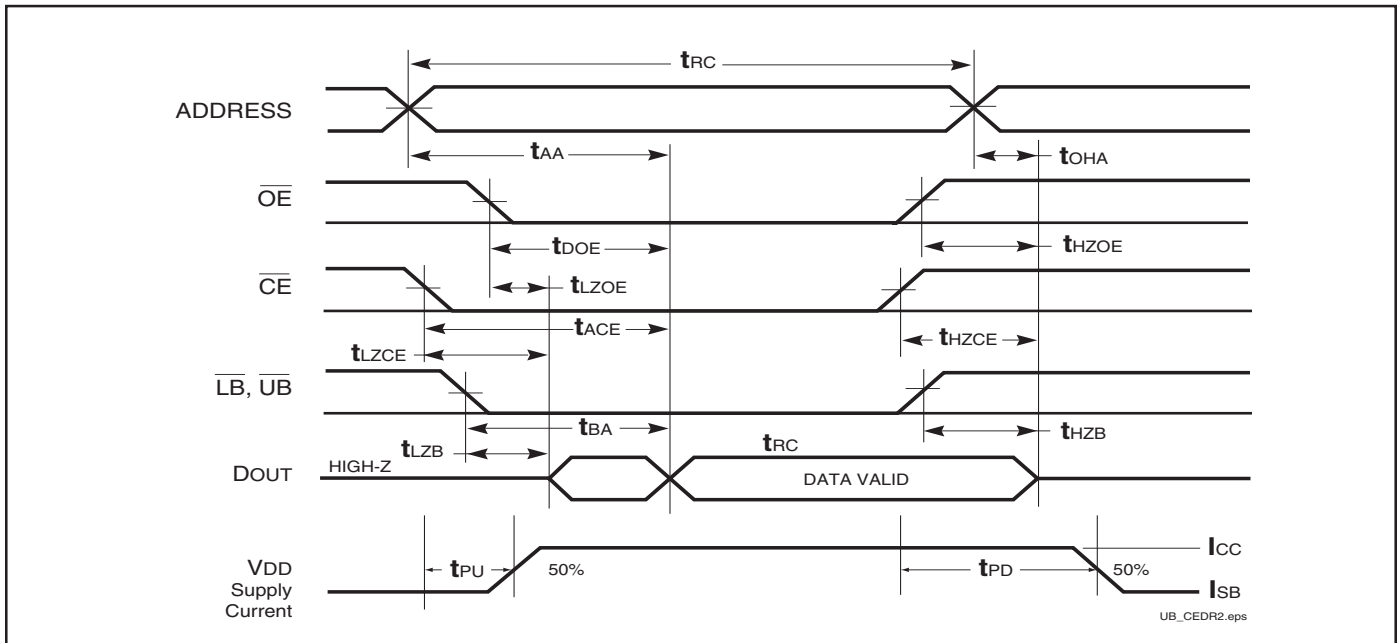 tRC
ADDRESS
tAA
tOHA
OE
tDOE
tHZOE
CE
tLZOE
tACE
tHZCE
tLZCE
LB, UB
tBA
tHZB
tLZB
tRC
HIGH-Z
DOUT
DATA VALID
ICC
tPU
50%
tPD
50%
VDD
Supply
Current
ISB
UB_CEDR2.eps